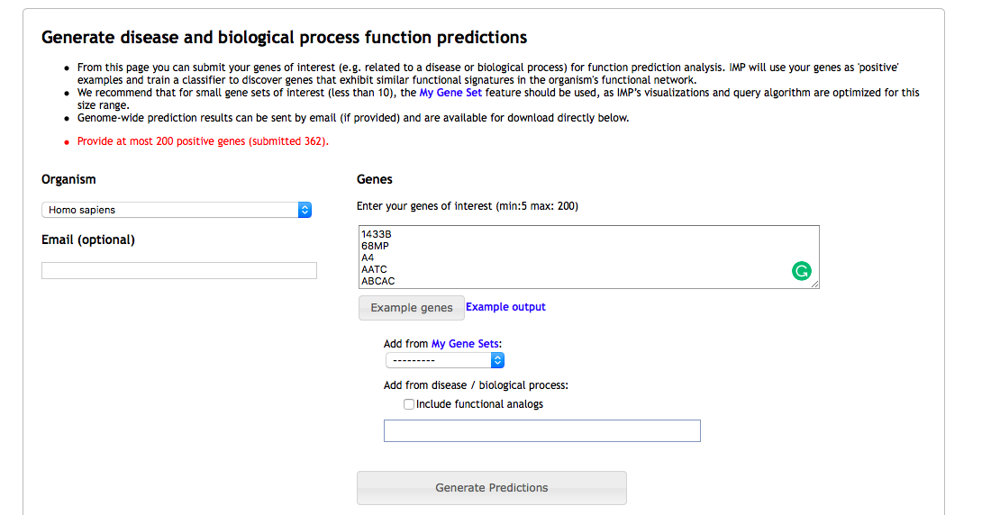 Generate disease and biological process function predictions
From this page you can submit your genes of interest (e.g. related to a disease or biological process) for function prediction analysis. IMP will use your genes as 'positive'
examples and train a classifier to discover genes that exhibit similar functional signatures in the organism's functional network.
We recommend that for small gene sets of interest (less than 10), the My Gene Set feature should be used, as IMP's visualizations and query algorithm are optimized for this
size range.
Genome-wide prediction results can be sent by email (if provided) and are available for download directly below.
Provide at most 200 positive genes (submitted 362).
Organism
Homo sapiens
Email (optional)
Genes
Enter your genes of interest (min:5 max: 200)
1433B
68MP
A4
AATC
ABCAC
Example genes Example output
Add from My Gene Sets:
---------
Add from disease / biological process:
Include functional analogs
Generate Predictions